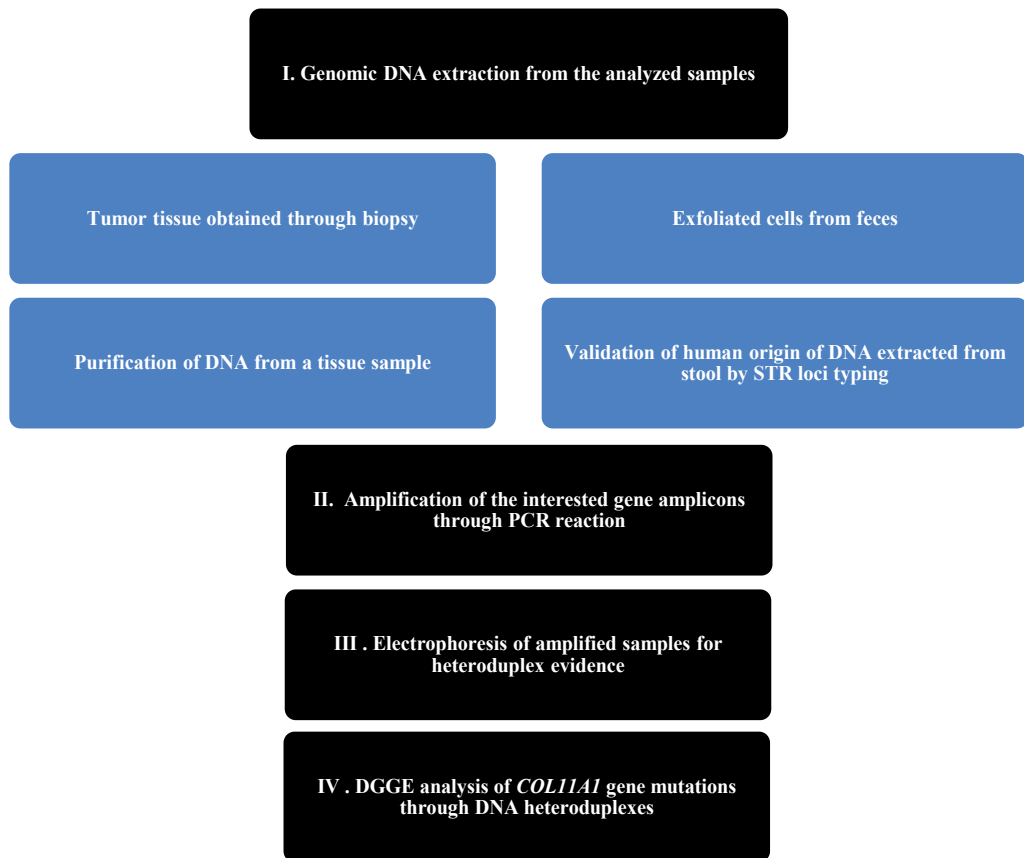 I. Genomic DNA extraction from the analyzed samples
Tumor tissue obtained through biopsy
Exfoliated cells from feces
Purification of DNA from a tissue sample
Validation of human origin of DNA extracted from
stool by STR loci typing
II. Amplification of the interested gene amplicons
through PCR reaction
III . Electrophoresis of amplified samples for
heteroduplex evidence
IV . DGGE analysis of COL11A1 gene mutations
through DNA heteroduplexes